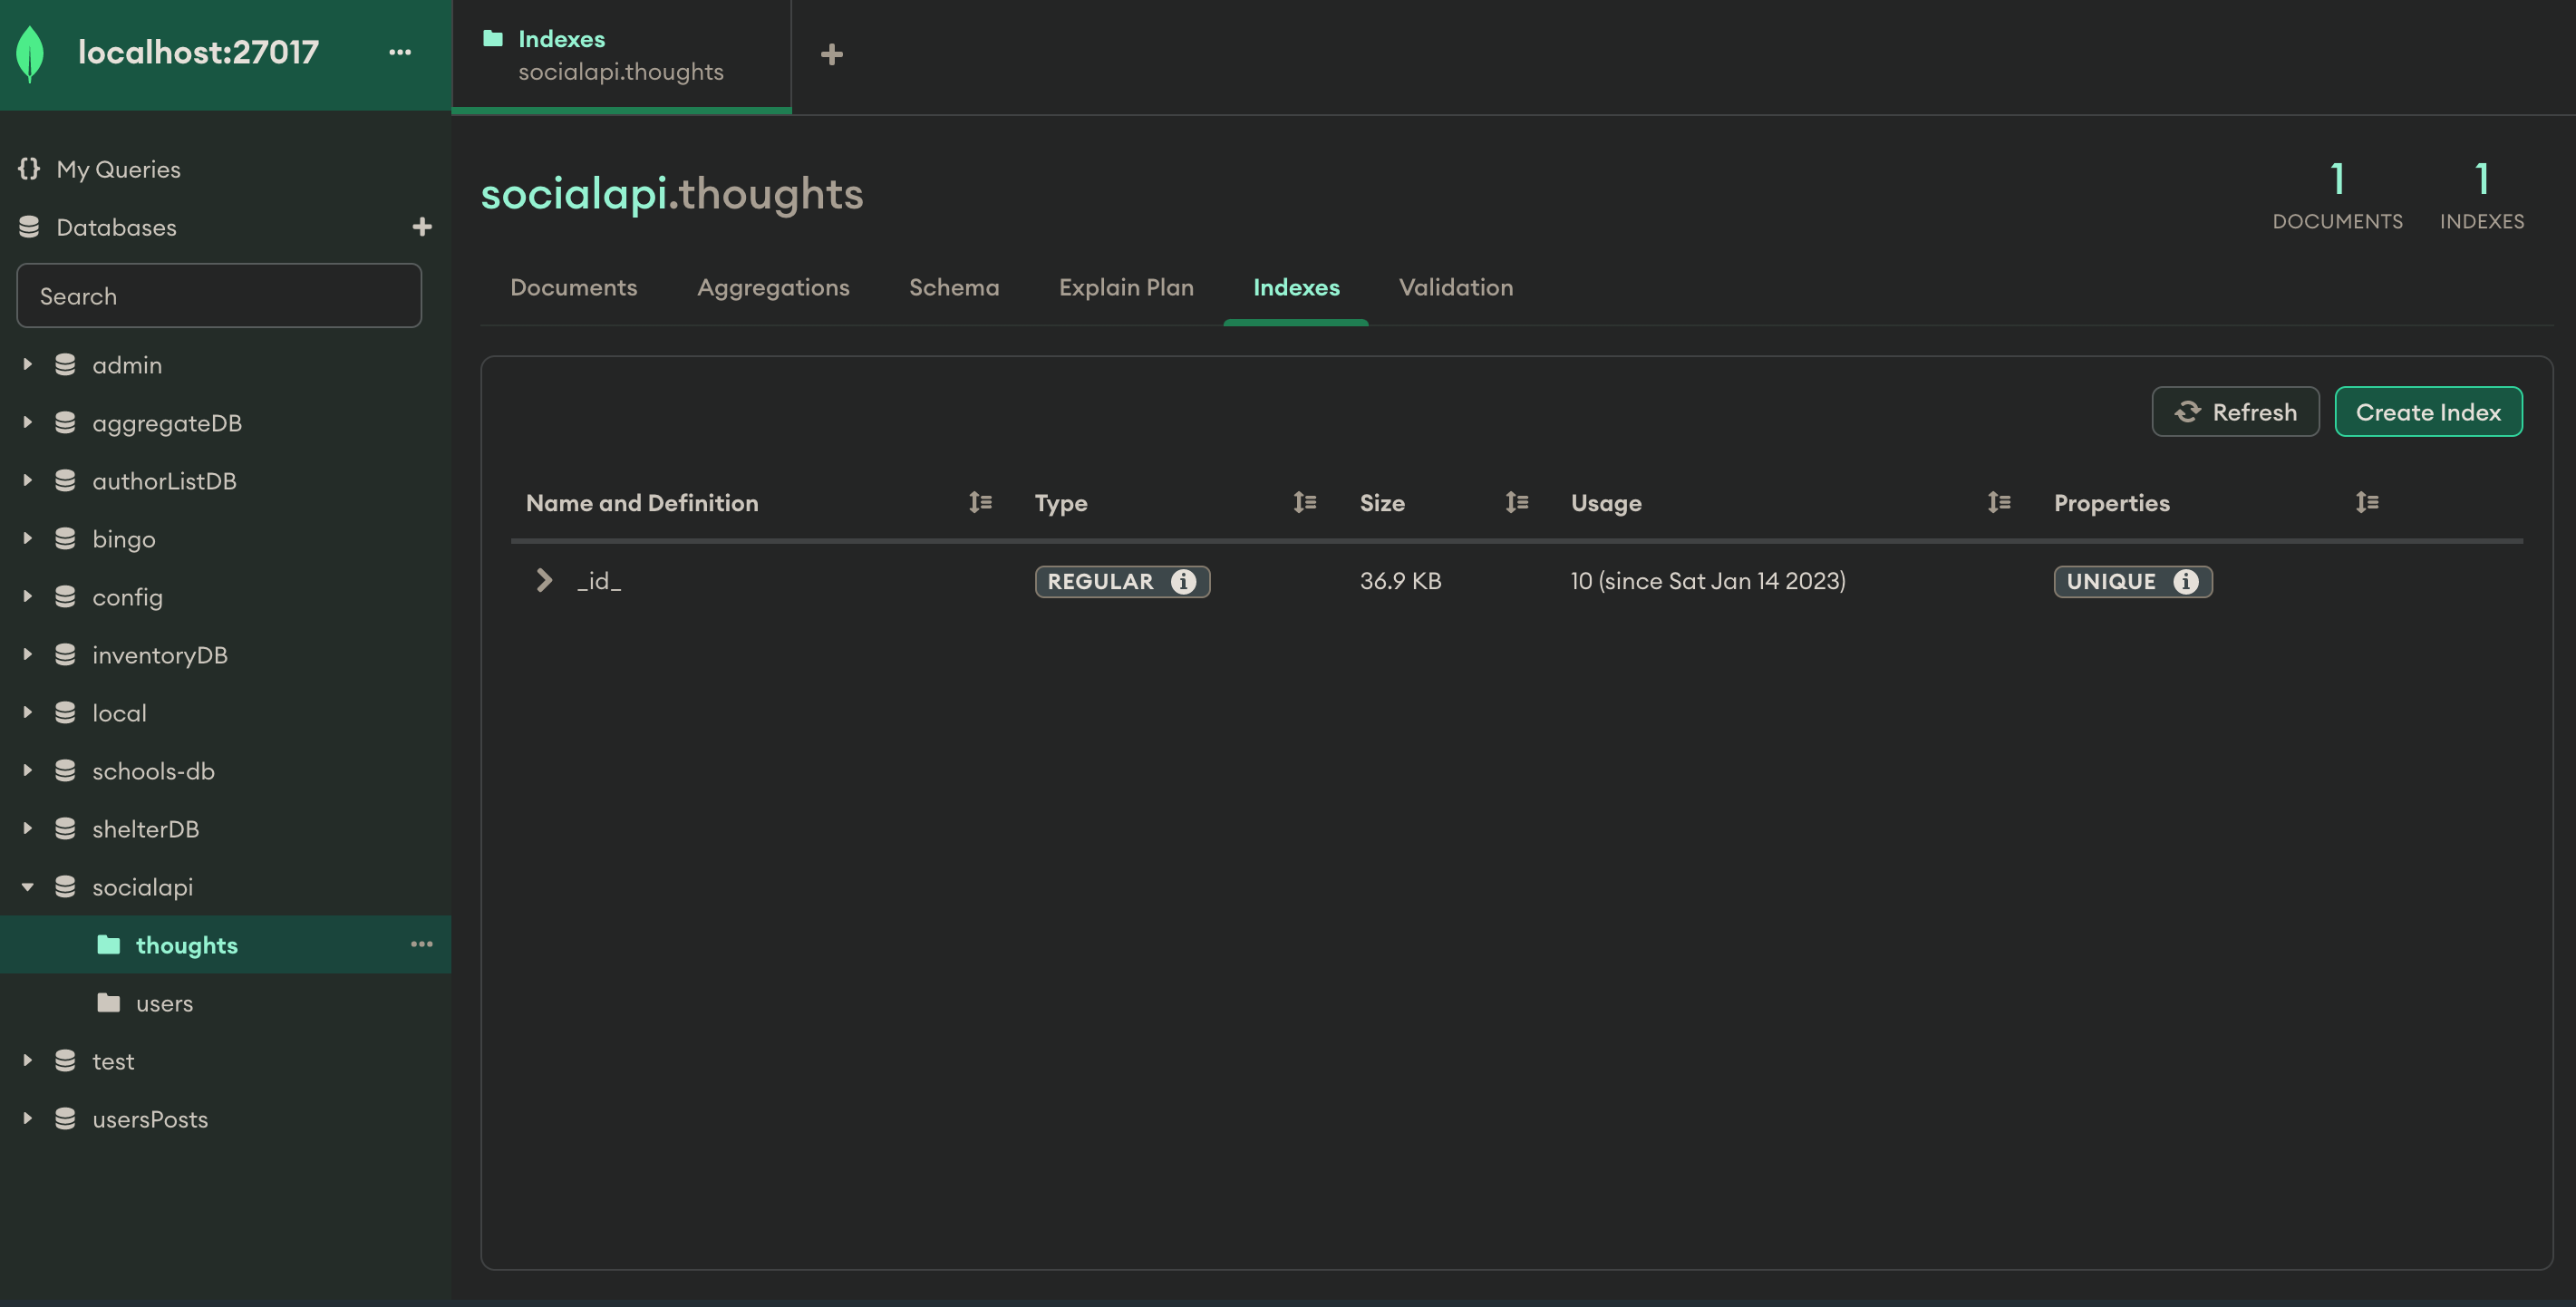 localhost:27017
Indexes
socialapi.thoughts
My Queries
Databases
Search
admin
aggregateDB
authorListDB
bingo
config
inventoryDB
local
schools-db
shelterDB
socialapi
thoughts
users
test
usersPosts
socialapi.thoughts
1 DOCUMENTS
1 INDEXES
Documents Aggregations Schema Explain Plan Indexes Validation
Refresh Create Index
Name and Definition Type Size Usage Properties
_id_ REGULAR 36.9 KB 10 (since Sat Jan 14 2023) UNIQUE